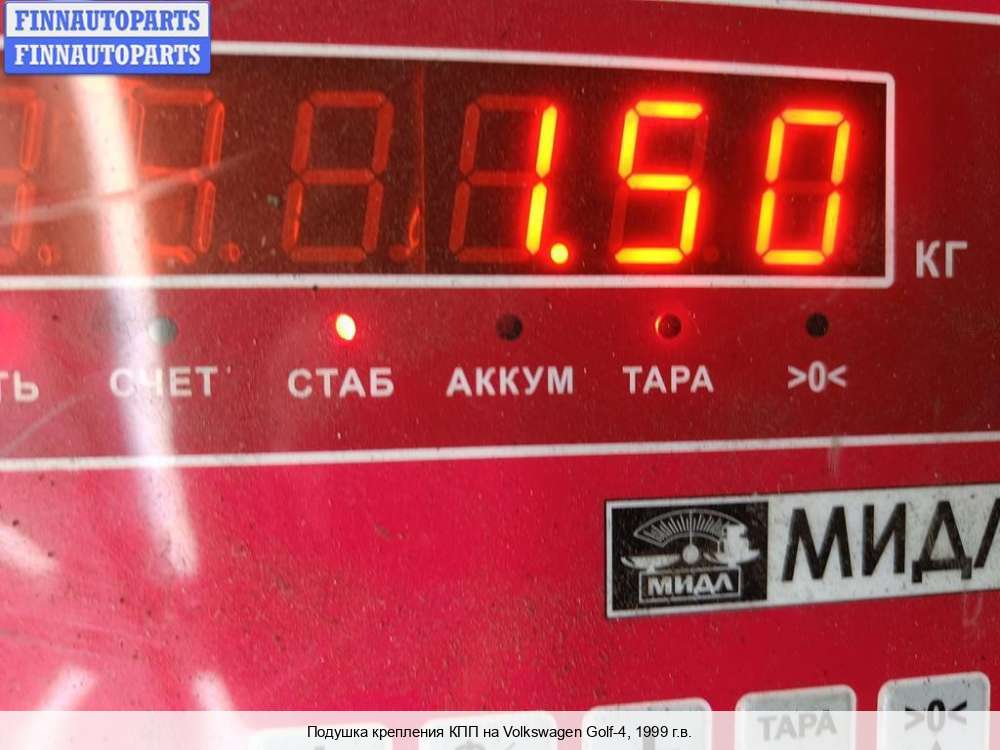 FINNAUTOPARTS
FINNAUTOPARTS
1.50
КГ
СЧЕТ СТАБ АККУМ ТАРА >0<
МИДЛ
МИДЛ
ТАРА >0<
Подушка крепления КПП на Volkswagen Golf-4, 1999 г.в.